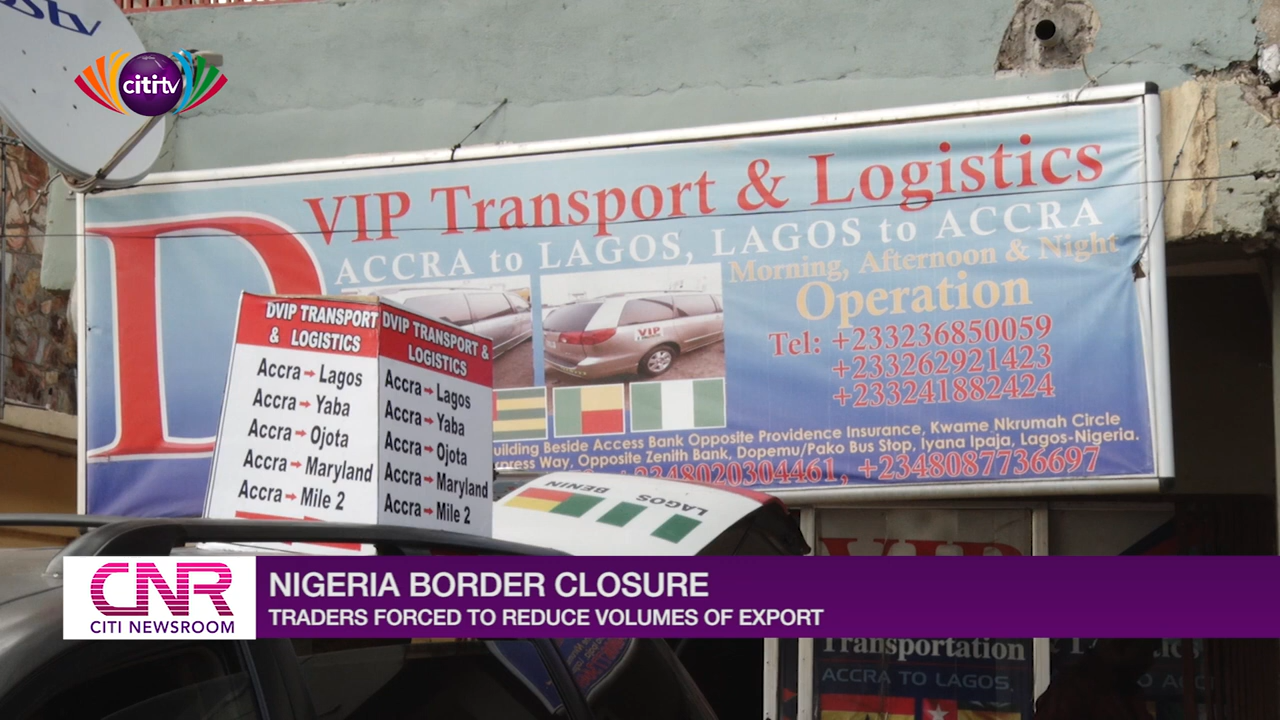 citi tv
D
VIP Transport & Logistics
ACCRA to LAGOS, LAGOS to ACCRA
Morning, Afternoon & Night
Operation
VIP
Tel: +233236850059
+233262921423
+233241882424
Beside Access Bank Opposite Providence Insurance, Kwame Nkrumah Circle
Way, Opposite Zenith Bank, Dopemu/Pako Bus Stop, Iyana Ipaja, Lagos-Nigeria.
+2348020304461, +2348087736697
DVIP TRANSPORT
& LOGISTICS
Accra→Lagos
Accra→Yaba
Accra→Ojota
Accra→Maryland
Accra→Mile 2
DVIP TRANSPORT &
LOGISTICS
Accra→Lagos
Accra→Yaba
Accra→Ojota
Accra→Maryland
Accra→Mile 2
LAGOS BENIN
VIP
CNR
CITI NEWSROOM
NIGERIA BORDER CLOSURE
TRADERS FORCED TO REDUCE VOLUMES OF EXPORT
Transportation
ACCRA TO LAGOS,